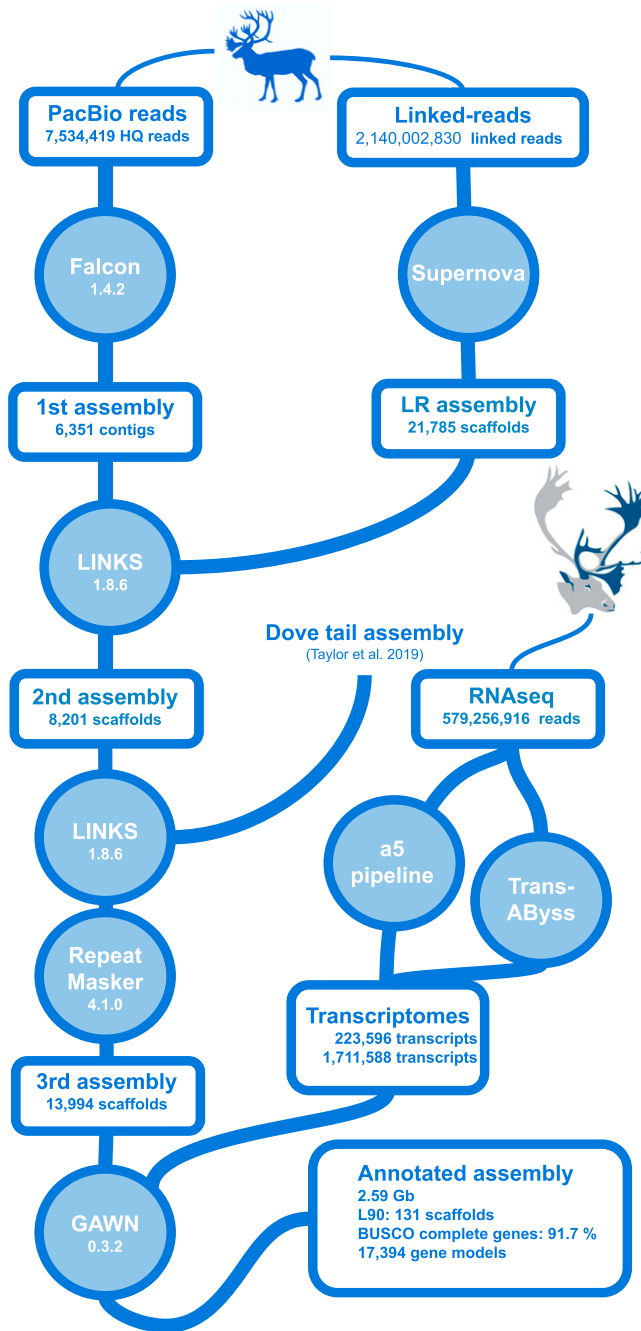 PacBio reads
7,534,419 HQ reads
Linked-reads
2,140,002,830 linked reads
Falcon
1.4.2
Supernova
1st assembly
6,351 contigs
LR assembly
21,785 scaffolds
LINKS
1.8.6
Dove tail assembly
(Taylor et al. 2019)
2nd assembly
8,201 scaffolds
RNAseq
579,256,916 reads
LINKS
1.8.6
a5
pipeline
Trans-
AByss
Repeat
Masker
4.1.0
Transcriptomes
223,596 transcripts
1,711,588 transcripts
3rd assembly
13,994 scaffolds
GAWN
0.3.2
Annotated assembly
2.59 Gb
L90: 131 scaffolds
BUSCO complete genes: 91.7 %
17,394 gene models